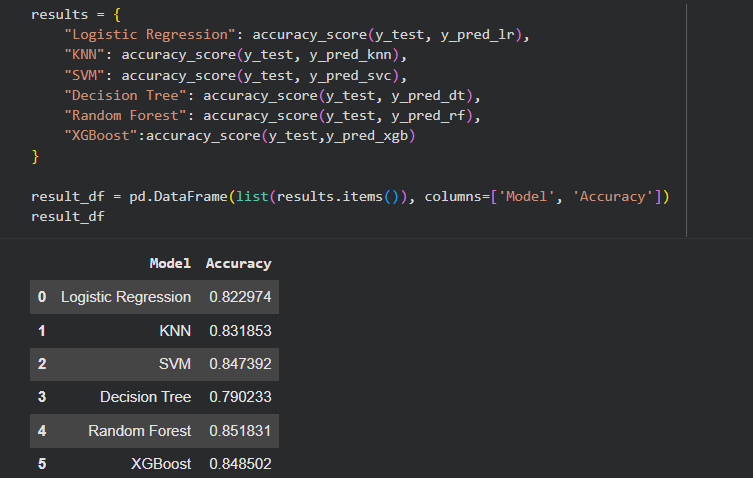 results = {
    "Logistic Regression": accuracy_score(y_test, y_pred_lr),
    "KNN": accuracy_score(y_test, y_pred_knn),
    "SVM": accuracy_score(y_test, y_pred_svc),
    "Decision Tree": accuracy_score(y_test, y_pred_dt),
    "Random Forest": accuracy_score(y_test, y_pred_rf),
    "XGBoost":accuracy_score(y_test,y_pred_xgb)
}
result_df = pd.DataFrame(list(results.items()), columns=['Model', 'Accuracy'])
result_df
Model Accuracy
0 Logistic Regression 0.822974
1 KNN 0.831853
2 SVM 0.847392
3 Decision Tree 0.790233
4 Random Forest 0.851831
5 XGBoost 0.848502